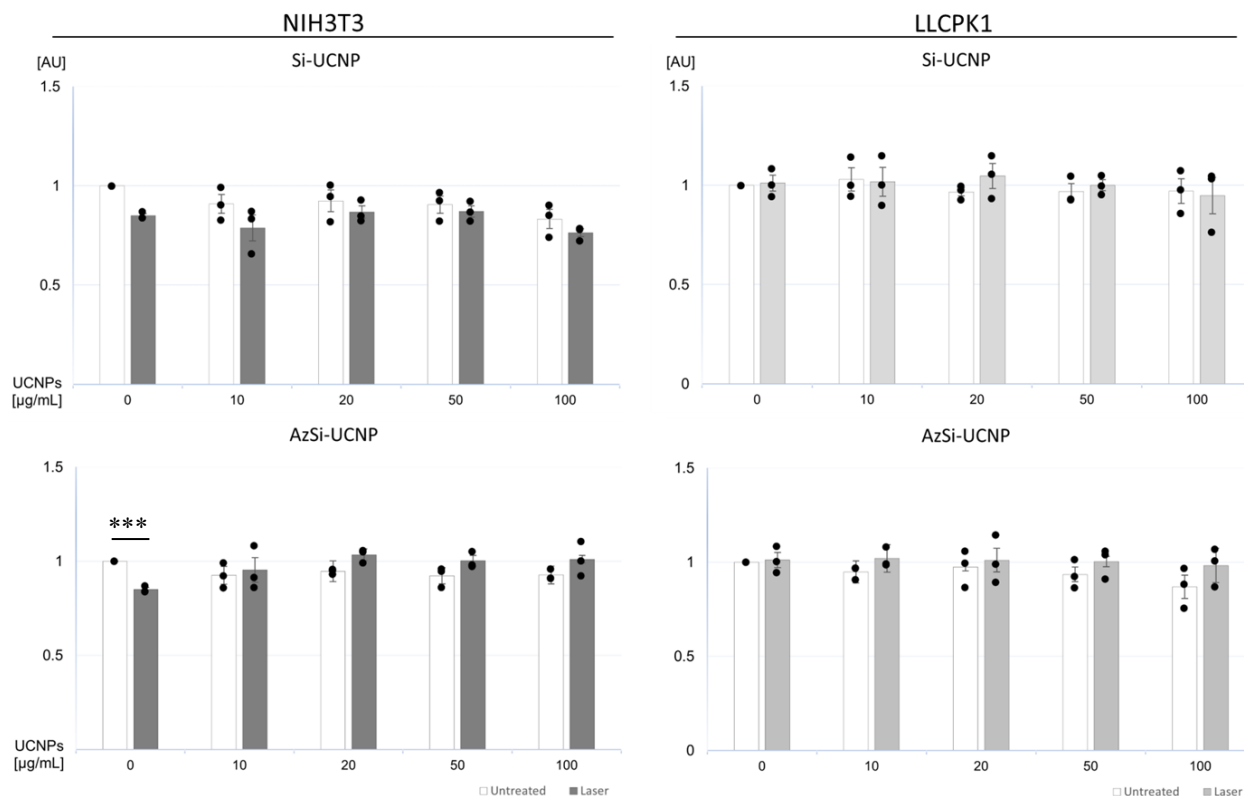 NIH3T3
LLCPK1
[AU]
Si-UCNP
1.5
1
0.5
UCNPs
[µg/mL]
0 10 20 50 100
[AU]
Si-UCNP
1.5
1
0.5
0
0 10 20 50 100
AzSi-UCNP
1.5
***
1
0.5
UCNPs
[µg/mL]
0 10 20 50 100
Untreated Laser
AzSi-UCNP
1.5
1
0.5
0
0 10 20 50 100
Untreated Laser